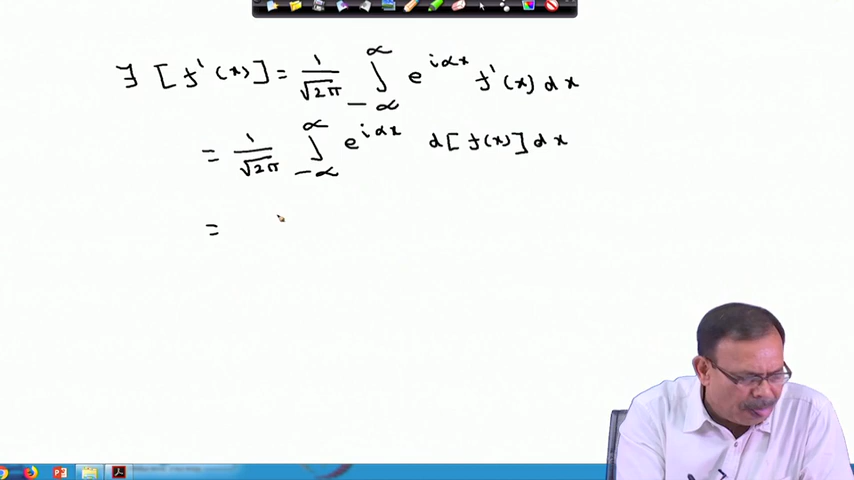 ℱ [f'(x)] = 1/√2π ∫_{-∞}^{∞} e^{iαx} f'(x) dx
= 1/√2π ∫_{-∞}^{∞} e^{iαx} d[f(x)] dx
=